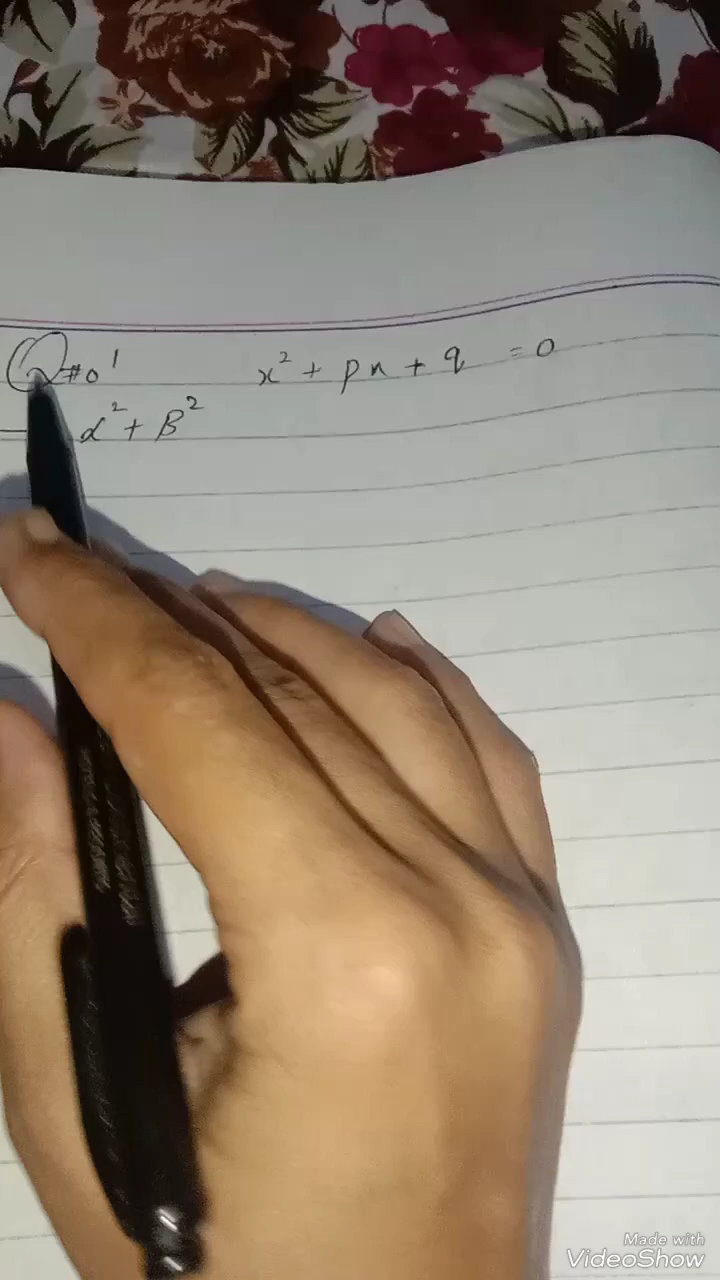 Q#01 x² + px + q = 0
α² + β²
Made with
VideoShow